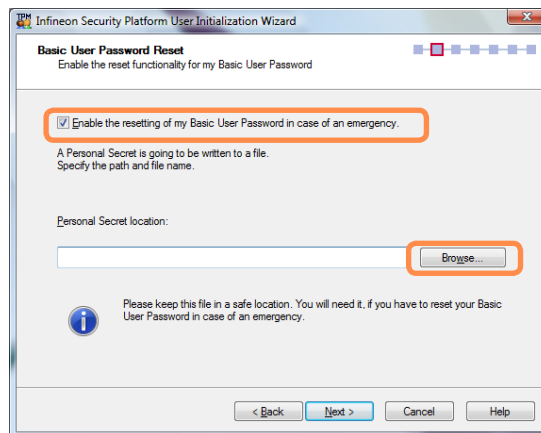 TPM
Infineon Security Platform User Initialization Wizard
Basic User Password Reset
Enable the reset functionality for my Basic User Password
Enable the resetting of my Basic User Password in case of an emergency.
A Personal Secret is going to be written to a file.
Specify the path and file name.
Personal Secret location:
Browse...
Please keep this file in a safe location. You will need it, if you have to reset your Basic
User Password in case of an emergency.
< Back Next > Cancel Help